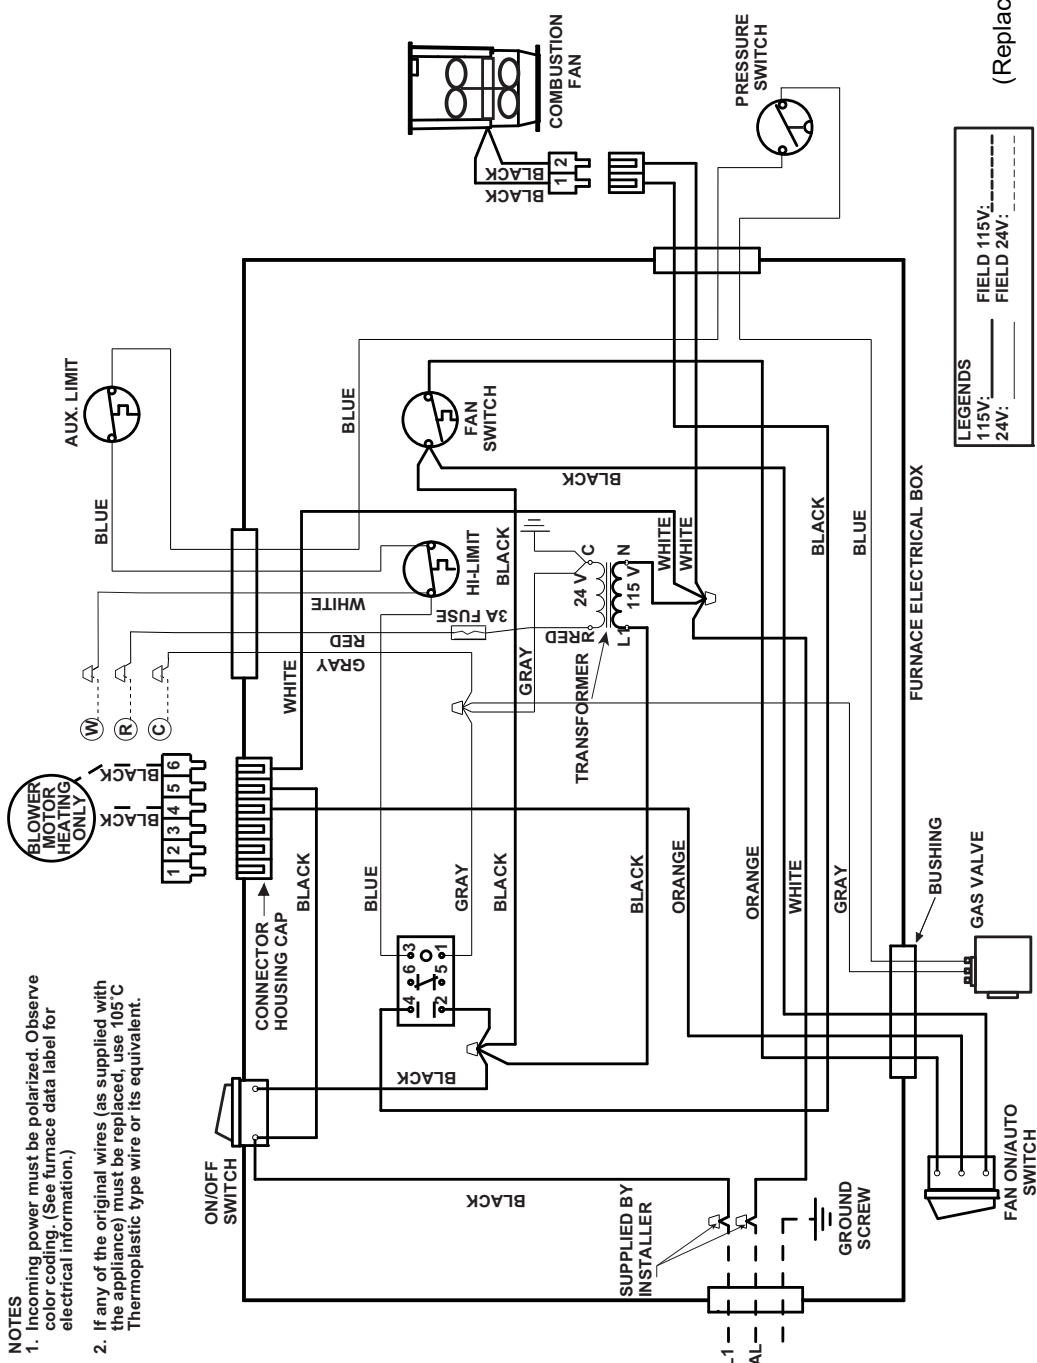 NOTES
1. Incoming power must be polarized. Observe
color coding. (See furnace data label for
electrical information.)
2. If any of the original wires (as supplied with
the appliance) must be replaced, use 105°C
Thermoplastic type wire or its equivalent.
BLOWER
MOTOR
HEATING
ONLY
BLACK
BLACK
1 2 3 4 5 6
W
R
C
AUX. LIMIT
BLUE
BLUE
COMBUSTION
FAN
BLACK
BLACK
1 2
PRESSURE
SWITCH
ON/OFF
SWITCH
CONNECTOR
HOUSING CAP
BLACK
WHITE
GRAY
RED
WHITE
HI-LIMIT
3A FUSE
FAN
SWITCH
BLACK
BLACK
BLUE
GRAY
BLACK
4 6 3
2 5 1
BLACK
GRAY
TRANSFORMER
RED
R
24 V
C
L1
115 V
N
WHITE
WHITE
BLACK
ORANGE
ORANGE
WHITE
BLACK
GRAY
BLUE
BLACK
SUPPLIED BY
INSTALLER
L1
AL
GROUND
SCREW
FURNACE ELECTRICAL BOX
BUSHING
GAS VALVE
FAN ON/AUTO
SWITCH
LEGENDS
115V:
FIELD 115V:
24V:
FIELD 24V:
(Replac